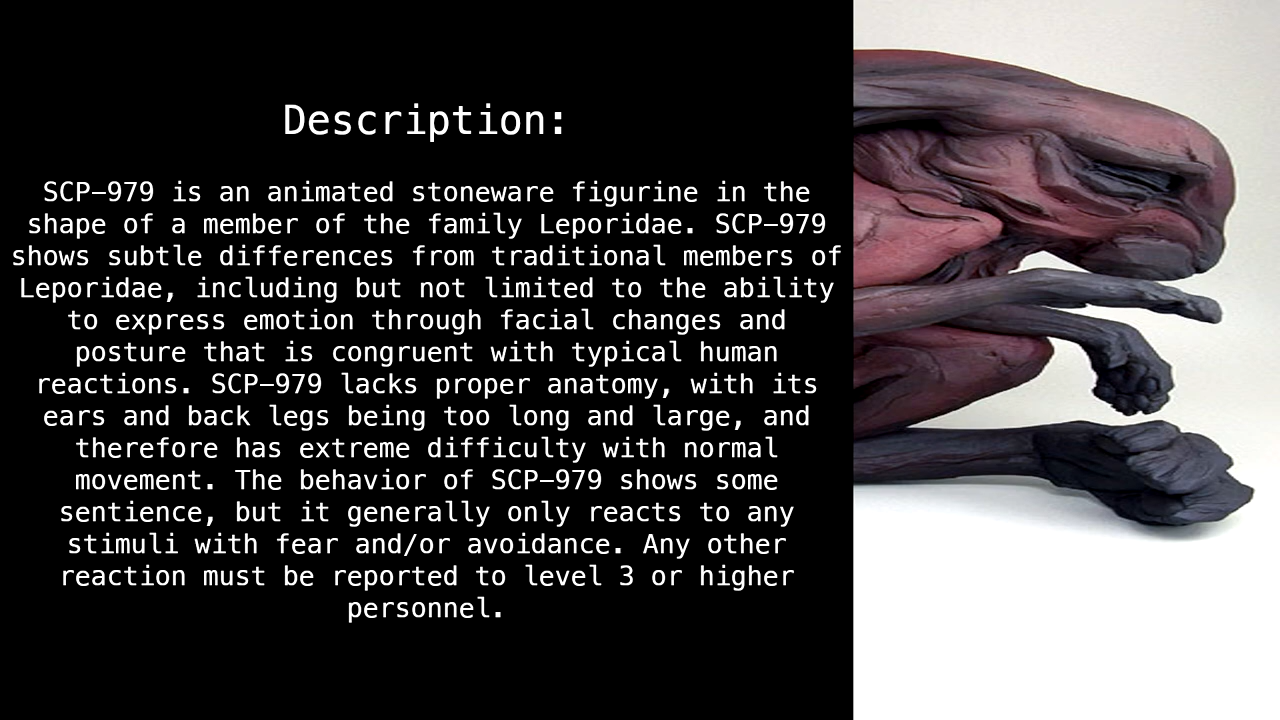 Description:
SCP-979 is an animated stoneware figurine in the
shape of a member of the family Leporidae. SCP-979
shows subtle differences from traditional members of
Leporidae, including but not limited to the ability
to express emotion through facial changes and
posture that is congruent with typical human
reactions. SCP-979 lacks proper anatomy, with its
ears and back legs being too long and large, and
therefore has extreme difficulty with normal
movement. The behavior of SCP-979 shows some
sentience, but it generally only reacts to any
stimuli with fear and/or avoidance. Any other
reaction must be reported to level 3 or higher
personnel.